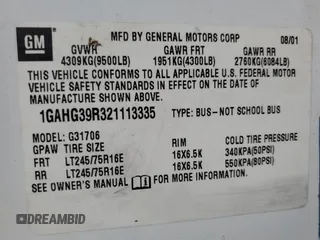 GM
MFD BY GENERAL MOTORS CORP 08/01
GVWR GAWR FRT GAWR RR
4309KG(9500LB) 1951KG(4300LB) 2760KG(6084LB)
THIS VEHICLE CONFORMS TO ALL APPLICABLE U.S. FEDERAL MOTOR
VEHICLE SAFETY STANDARDS IN EFFECT ON THE DATE OF
MANUFACTURE SHOWN ABOVE.
1GAHG39R321113335 TYPE: BUS-NOT SCHOOL BUS
MODEL: G31706
GPAW TIRE SIZE RIM COLD TIRE PRESSURE
FRT LT245/75R16E 16X6.5K 340KPA(50PSI)
RR LT245/75R16E 16X6.5K 550KPA(80PSI)
SEE OWNER'S MANUAL FOR ADDITIONAL INFORMATION
DREAMBID